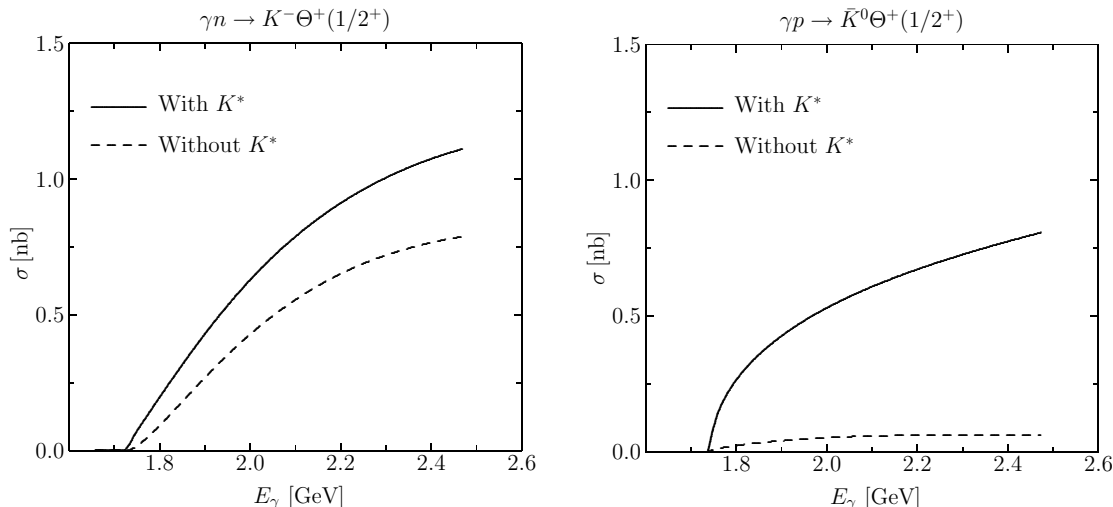 γn → K⁻Θ⁺(1/2⁺)
1.5
1.0
0.5
0.0
σ [nb]
With K*
Without K*
1.8 2.0 2.2 2.4 2.6
Eγ [GeV]
γp → K̄⁰Θ⁺(1/2⁺)
1.5
1.0
0.5
0.0
σ [nb]
With K*
Without K*
1.8 2.0 2.2 2.4 2.6
Eγ [GeV]